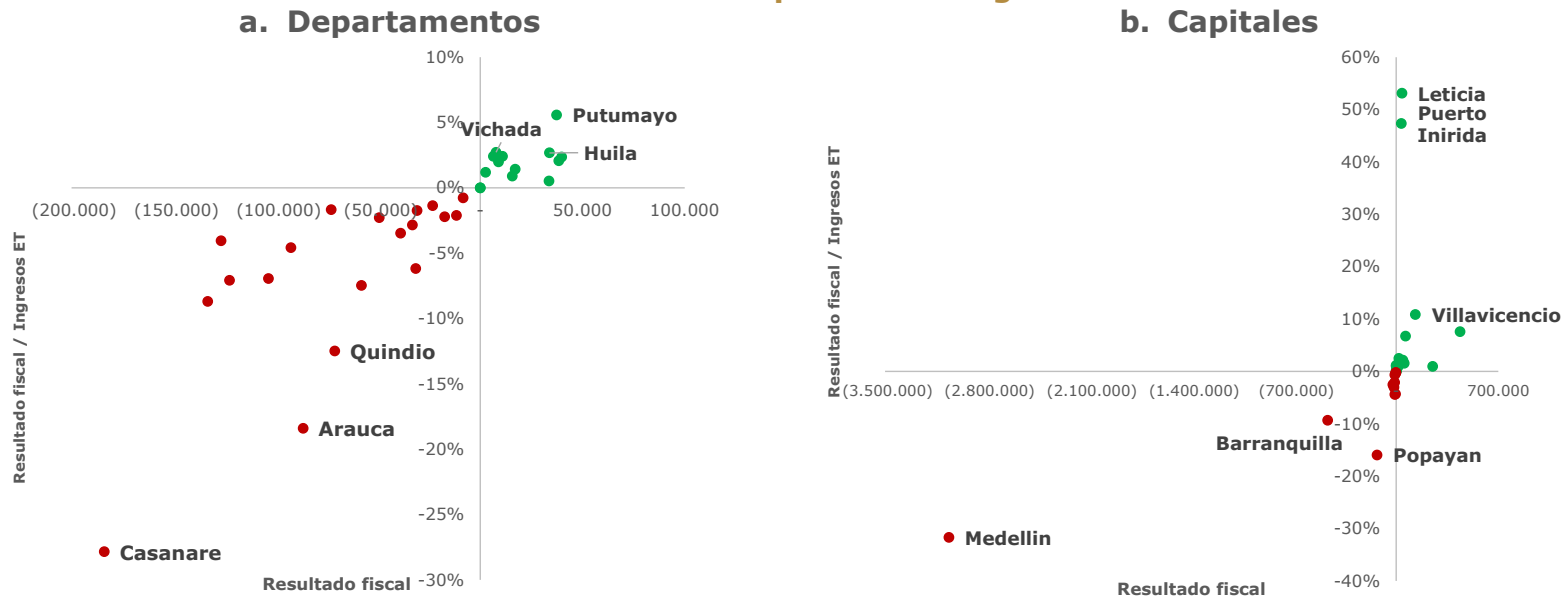 a. Departamentos
10%
5%
0%
-5%
-10%
-15%
-20%
-25%
-30%
(200.000)
(150.000)
(100.000)
(50.000)
-
50.000
100.000
Putumayo
Vichada
Huila
Quindio
Arauca
Casanare
Resultado fiscal / Ingresos ET
Resultado fiscal
b. Capitales
60%
50%
40%
30%
20%
10%
0%
-10%
-20%
-30%
-40%
(3.500.000)
(2.800.000)
(2.100.000)
(1.400.000)
(700.000)
700.000
Leticia
Puerto
Inirida
Villavicencio
Barranquilla
Popayan
Medellin
Resultado fiscal / Ingresos ET
Resultado fiscal